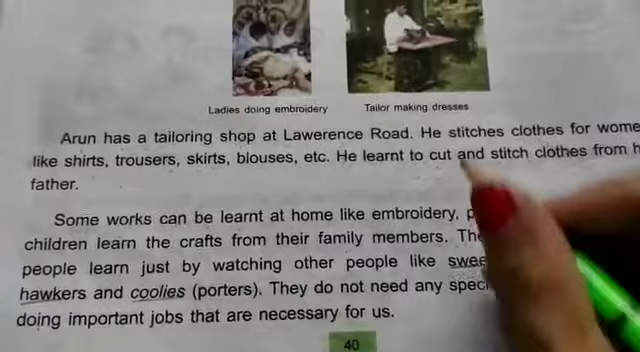 Ladies doing embroidery
Tailor making dresses
Arun has a tailoring shop at Lawerence Road. He stitches clothes for
like shirts, trousers, skirts, blouses, etc. He learnt to cut and stitch clothes from
father.
Some works can be learnt at home like embroidery,
children learn the crafts from their family members.
people learn just by watching other people like
hawkers and coolies (porters). They do not need any
doing important jobs that are necessary for us.
40